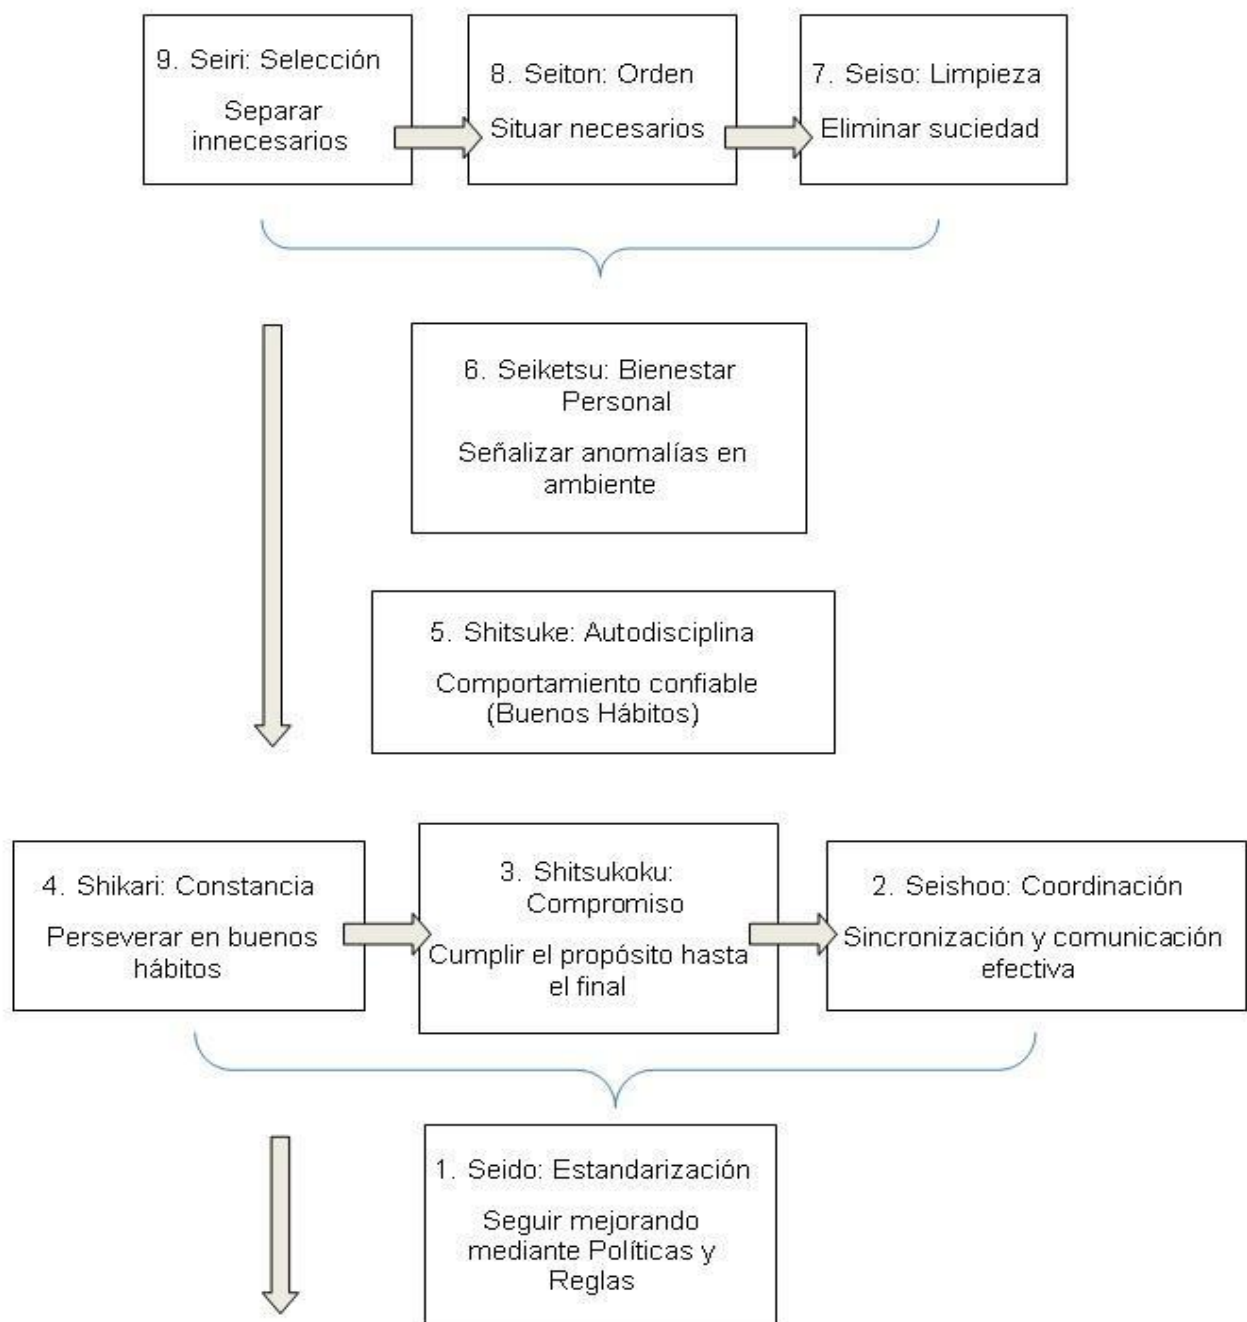 9. Seiri: Selección
Separar
innecesarios
8. Seiton: Orden
Situar necesarios
7. Seiso: Limpieza
Eliminar suciedad
6. Seiketsu: Bienestar
Personal
Señalizar anomalías en
ambiente
5. Shitsuke: Autodisciplina
Comportamiento confiable
(Buenos Hábitos)
4. Shikari: Constancia
Perseverar en buenos
hábitos
3. Shitsukoku:
Compromiso
Cumplir el propósito hasta
el final
2. Seishoo: Coordinación
Sincronización y comunicación
efectiva
1. Seido: Estandarización
Seguir mejorando
mediante Políticas y
Reglas